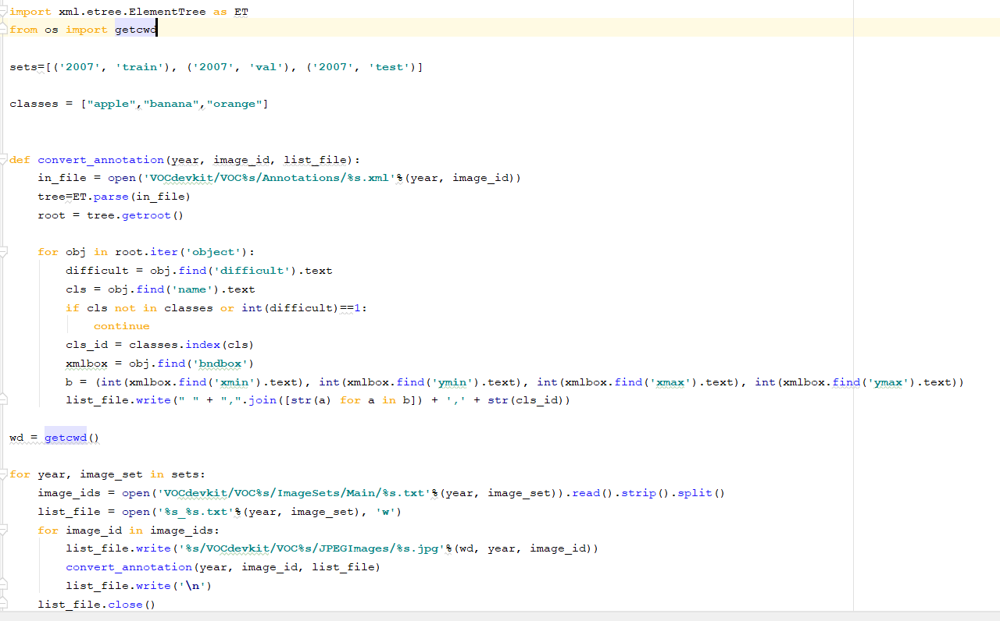 import xml.etree.ElementTree as ET
from os import getcwd
sets=[('2007', 'train'), ('2007', 'val'), ('2007', 'test')]
classes = ["apple","banana","orange"]
def convert_annotation(year, image_id, list_file):
    in_file = open('VOCdevkit/VOC%s/Annotations/%s.xml'%(year, image_id))
    tree=ET.parse(in_file)
    root = tree.getroot()
    for obj in root.iter('object'):
        difficult = obj.find('difficult').text
        cls = obj.find('name').text
        if cls not in classes or int(difficult)==1:
            continue
        cls_id = classes.index(cls)
        xmlbox = obj.find('bndbox')
        b = (int(xmlbox.find('xmin').text), int(xmlbox.find('ymin').text), int(xmlbox.find('xmax').text), int(xmlbox.find('ymax').text))
        list_file.write(" " + ",".join([str(a) for a in b]) + ',' + str(cls_id))
wd = getcwd()
for year, image_set in sets:
    image_ids = open('VOCdevkit/VOC%s/ImageSets/Main/%s.txt'%(year, image_set)).read().strip().split()
    list_file = open('%s_%s.txt'%(year, image_set), 'w')
    for image_id in image_ids:
        list_file.write('%s/VOCdevkit/VOC%s/JPEGImages/%s.jpg'%(wd, year, image_id))
        convert_annotation(year, image_id, list_file)
        list_file.write('\n')
    list_file.close()